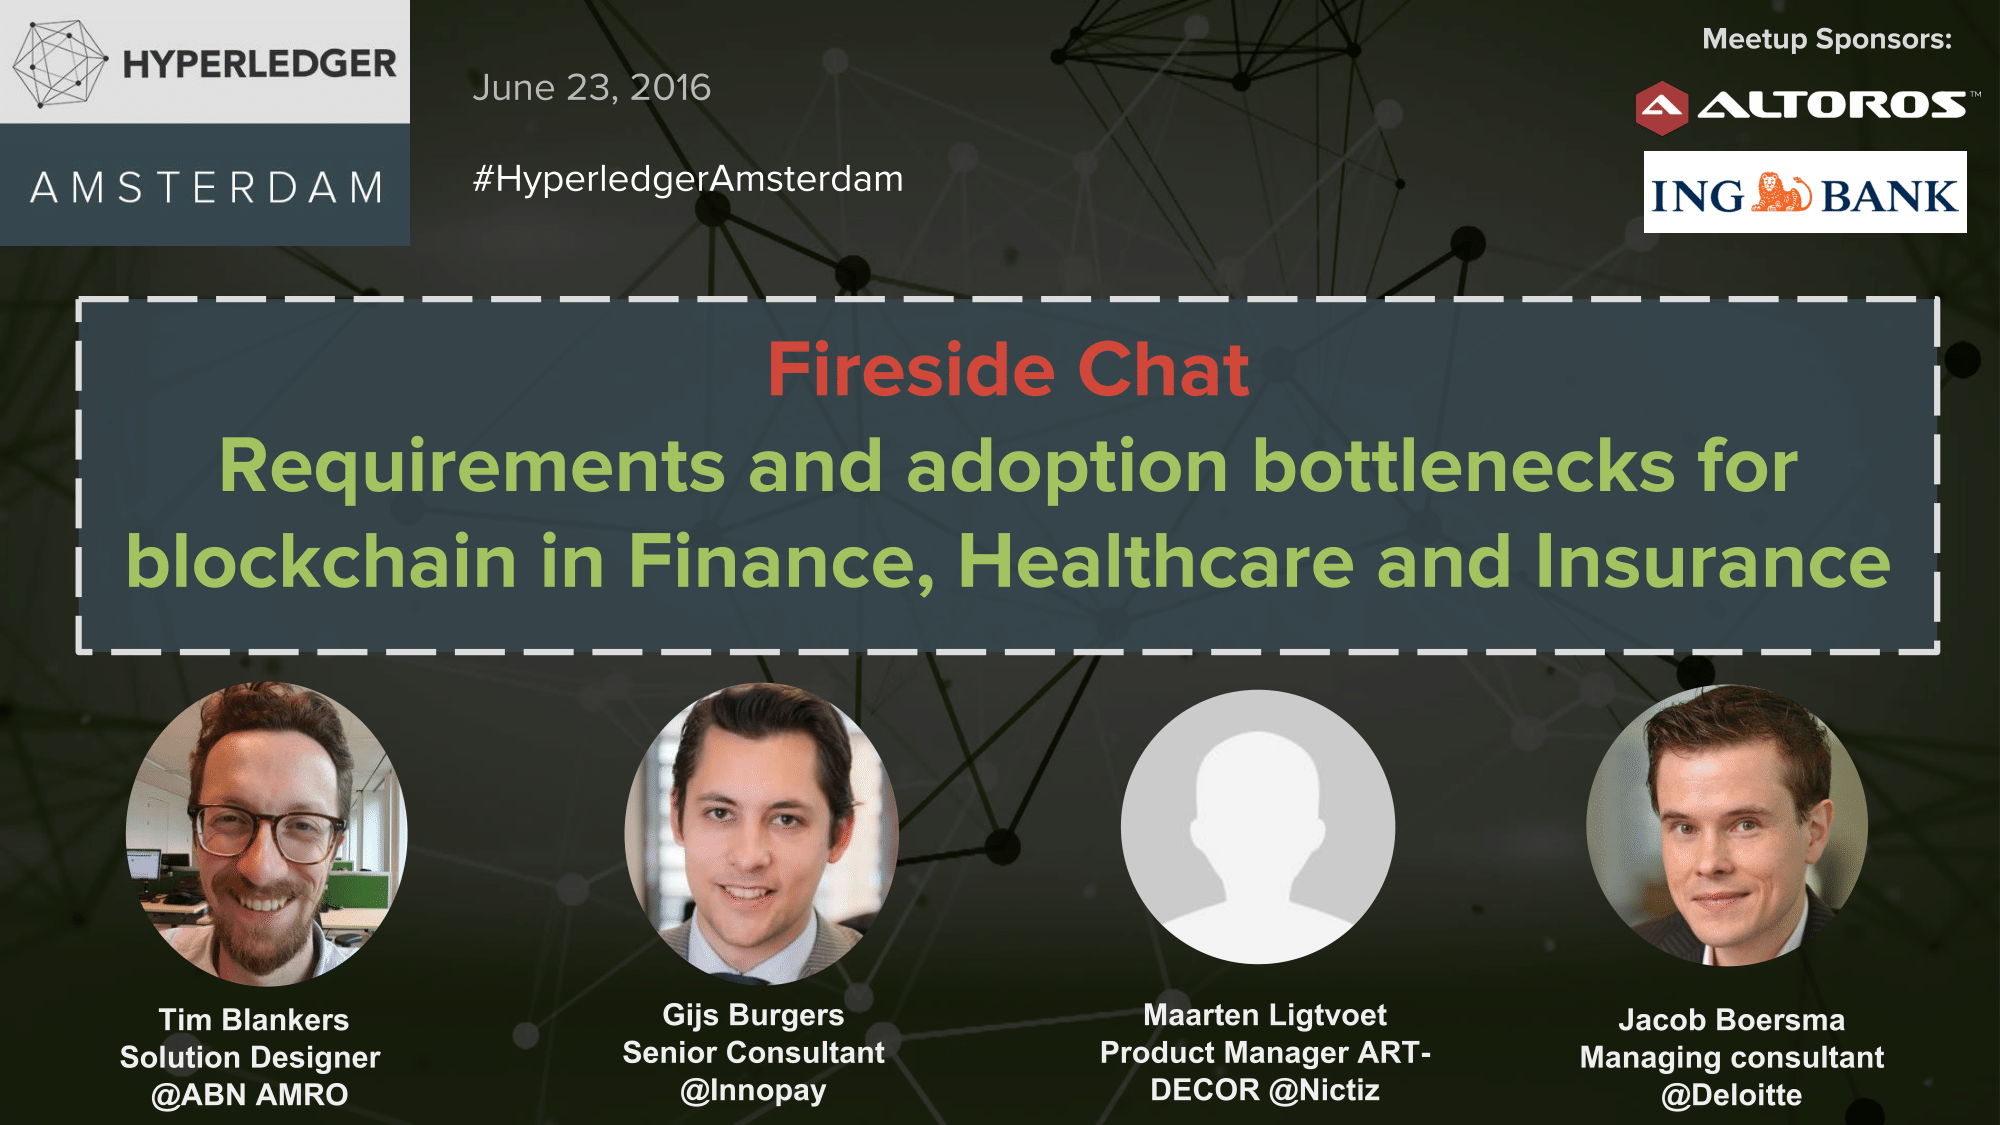 HYPERLEDGER
AMSTERDAM
June 23, 2016
#HyperledgerAmsterdam
Meetup Sponsors:
ALTOROS™
ING BANK
Fireside Chat
Requirements and adoption bottlenecks for
blockchain in Finance, Healthcare and Insurance
Tim Blankers
Solution Designer
@ABN AMRO
Gijs Burgers
Senior Consultant
@Innopay
Maarten Ligtvoet
Product Manager ART-
DECOR @Nictiz
Jacob Boersma
Managing consultant
@Deloitte